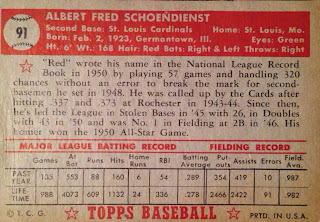 91
ALBERT FRED SCHOENDIENST
Second Base: St. Louis Cardinals Home: St. Louis, Mo.
Born: Feb. 2, 1923, Germantown, Ill. Eyes: Green
Ht: 6' Wt: 168 Hair: Red Bats: Right & Left Throws: Right
"Red" wrote his name in the National League Record
Book in 1950 by playing 57 games and handling 320
chances without an error to break the mark for second-
basemen he set in 1948. He was called up by the Cards after
hitting .337 and .373 at Rochester in 1943-44. Since then,
he's led the League in Stolen Bases in '45 with 26, in Doubles
with 43 in '50 and was No. 1 in Fielding at 2B in '46. His
homer won the 1950 All-Star Game.
MAJOR LEAGUE BATTING RECORD FIELDING RECORD
Games At Bat Runs Hits Home Runs RBI Batting Avg. Put-outs Assists Errors Field. Avg.
PAST YEAR 135 553 88 160 6 54 .289 354 419 10 .987
LIFE TIME 988 4073 609 1132 24 336 .278 2466 2422 91 .982
© T. C. G. TOPPS BASEBALL PRTD. IN U.S.A.